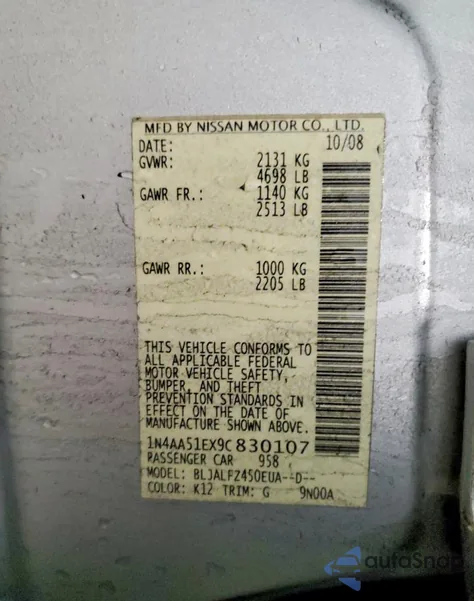 MFD BY NISSAN MOTOR CO., LTD.
DATE: 10/08
GVWR: 2131 KG
4698 LB
GAWR FR.: 1140 KG
2513 LB
GAWR RR.: 1000 KG
2205 LB
THIS VEHICLE CONFORMS TO
ALL APPLICABLE FEDERAL
MOTOR VEHICLE SAFETY,
BUMPER, AND THEFT
PREVENTION STANDARDS IN
EFFECT ON THE DATE OF
MANUFACTURE SHOWN ABOVE.
1N4AA51EX9C830107
PASSENGER CAR 958
MODEL: BLJALFZ450EUA--D--
COLOR: K12 TRIM: G 9N00A
autoSnap